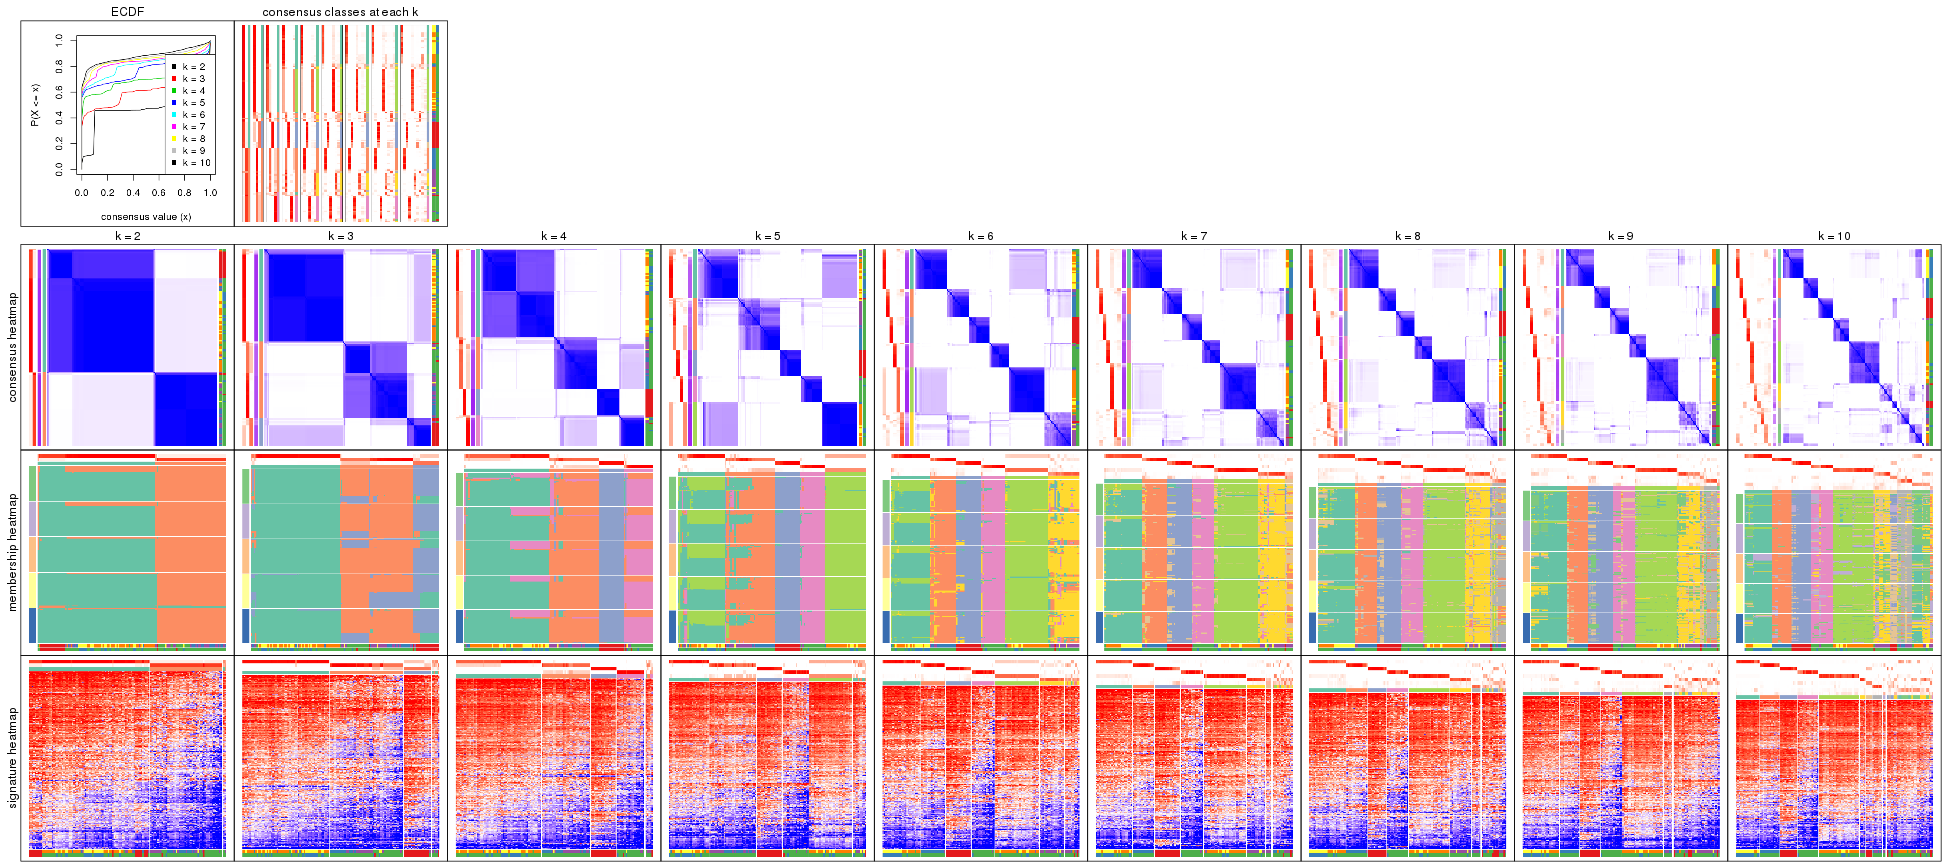 ECDF
consensus classes at each k
P(X <= x)
0.0 0.2 0.4 0.6 0.8 1.0
k = 2
k = 3
k = 4
k = 5
k = 6
k = 7
k = 8
k = 9
k = 10
0.0 0.2 0.4 0.6 0.8 1.0
consensus value (x)
k = 2 k = 3 k = 4 k = 5 k = 6 k = 7 k = 8 k = 9 k = 10
consensus heatmap
membership heatmap
signature heatmap